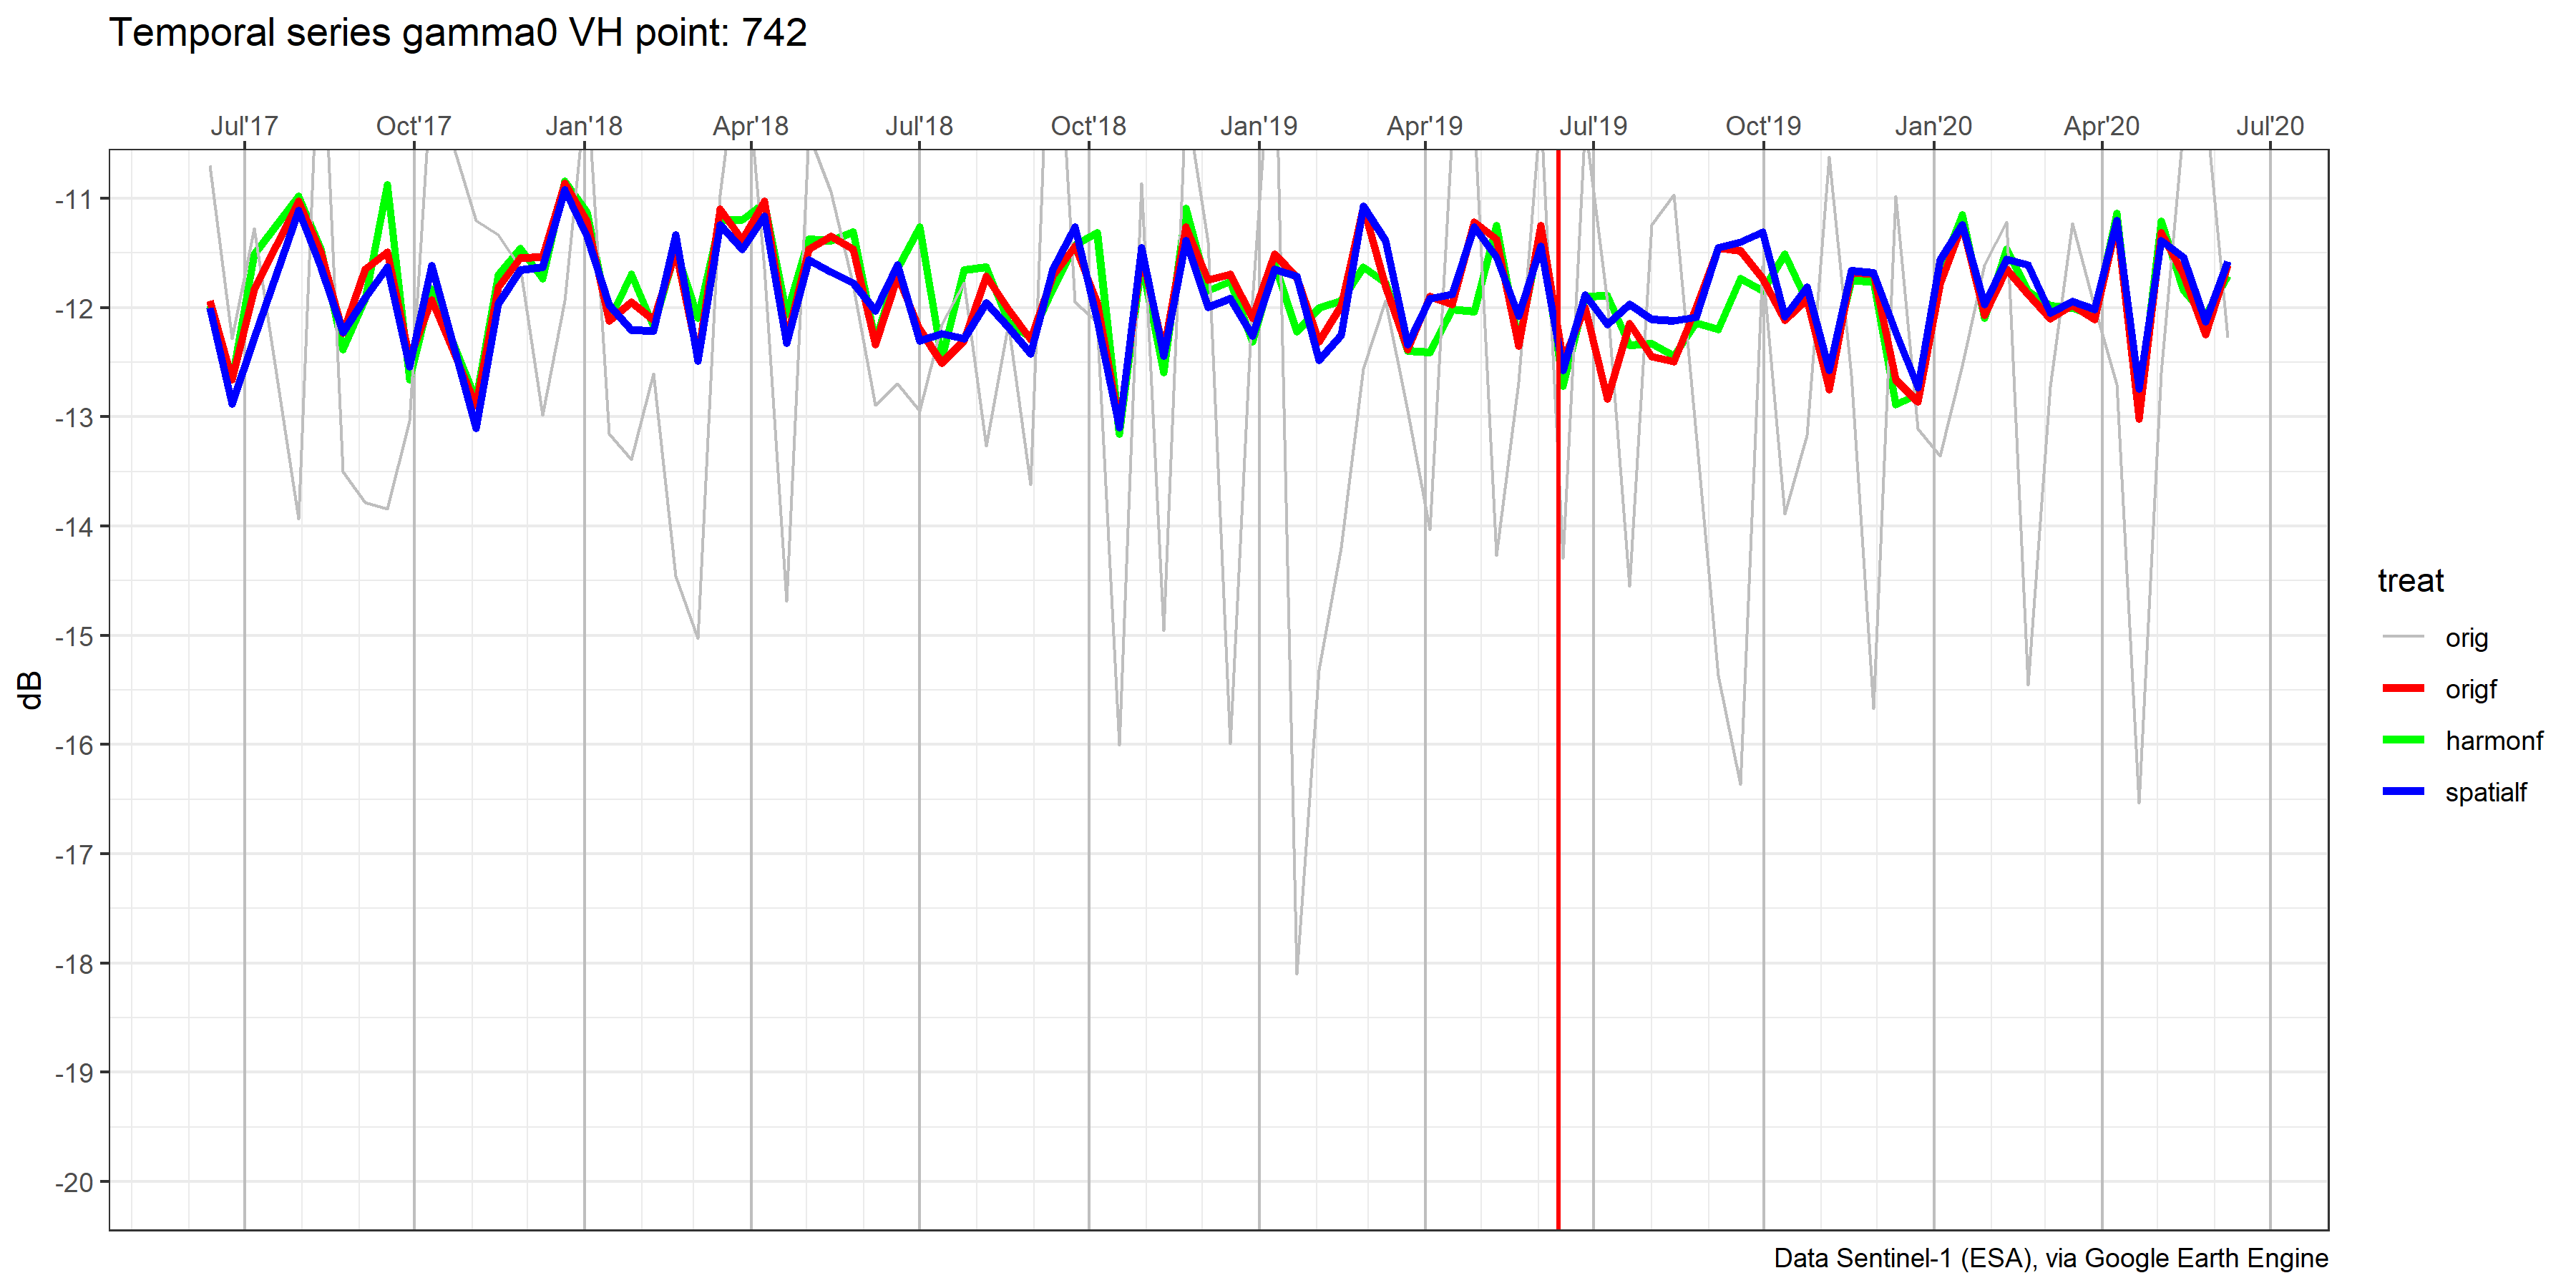 Temporal series gamma0 VH point: 742
Jul'17 Oct'17 Jan'18 Apr'18 Jul'18 Oct'18 Jan'19 Apr'19 Jul'19 Oct'19 Jan'20 Apr'20 Jul'20
-11
-12
-13
-14
-15
-16
-17
-18
-19
-20
dB
treat
orig
origf
harmonf
spatialf
Data Sentinel-1 (ESA), via Google Earth Engine